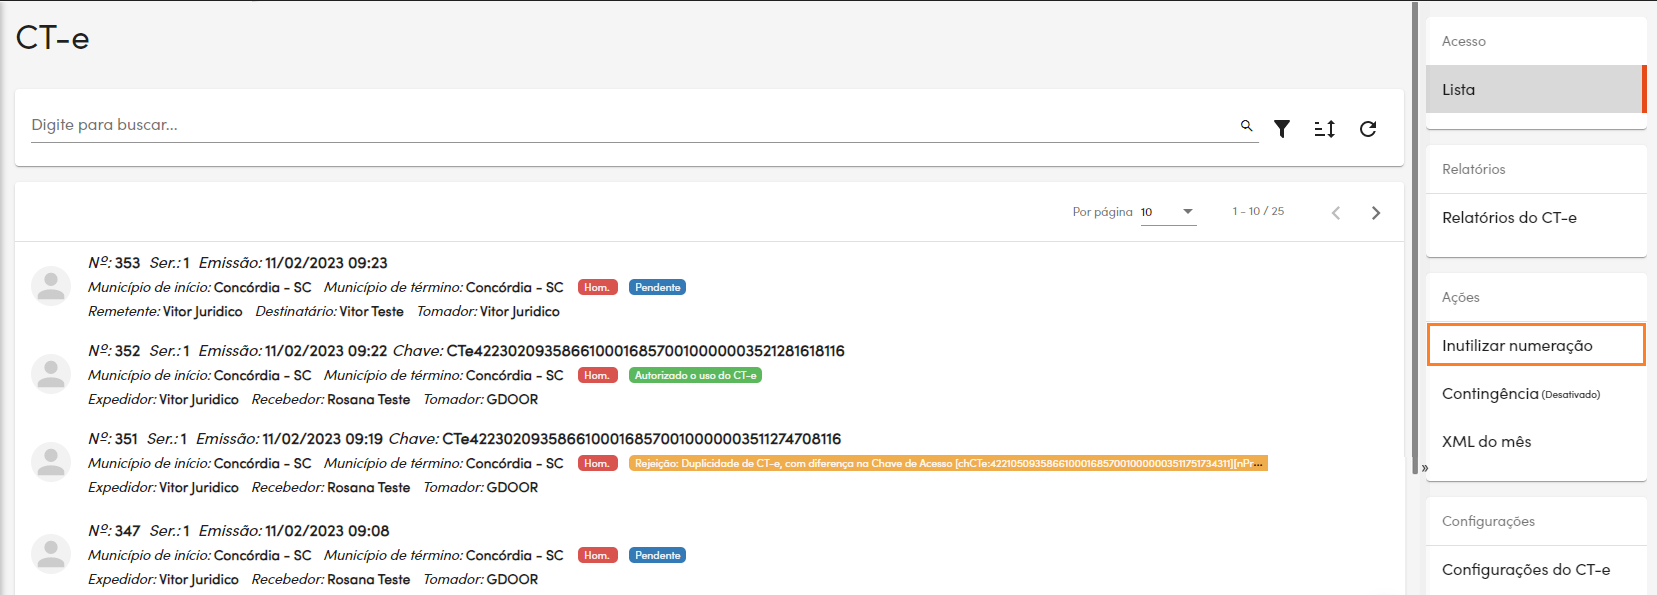 CT-e
Digite para buscar...
Por página 10 1 - 10 / 25
Nº: 353 Ser.: 1 Emissão: 11/02/2023 09:23
Município de início: Concórdia - SC Município de término: Concórdia - SC Hom. Pendente
Remetente: Vitor Juridico Destinatário: Vitor Teste Tomador: Vitor Juridico
Nº: 352 Ser.: 1 Emissão: 11/02/2023 09:22 Chave: CTe42230209358661000168570010000003521281618116
Município de início: Concórdia - SC Município de término: Concórdia - SC Hom. Autorizado o uso do CT-e
Expedidor: Vitor Juridico Recebedor: Rosana Teste Tomador: GDOOR
Nº: 351 Ser.: 1 Emissão: 11/02/2023 09:19 Chave: CTe42230209358661000168570010000003511274708116
Município de início: Concórdia - SC Município de término: Concórdia - SC Hom. Rejeição: Duplicidade de CT-e, com diferença na Chave de Acesso [chCTe:42210509358661000168570010000003511751734311][nPr...
Expedidor: Vitor Juridico Recebedor: Rosana Teste Tomador: GDOOR
Nº: 347 Ser.: 1 Emissão: 11/02/2023 09:08
Município de início: Concórdia - SC Município de término: Concórdia - SC Hom. Pendente
Expedidor: Vitor Juridico Recebedor: Rosana Teste Tomador: GDOOR
Acesso
Lista
Relatórios
Relatórios do CT-e
Ações
Inutilizar numeração
Contingência (Desativado)
XML do mês
»
Configurações
Configurações do CT-e